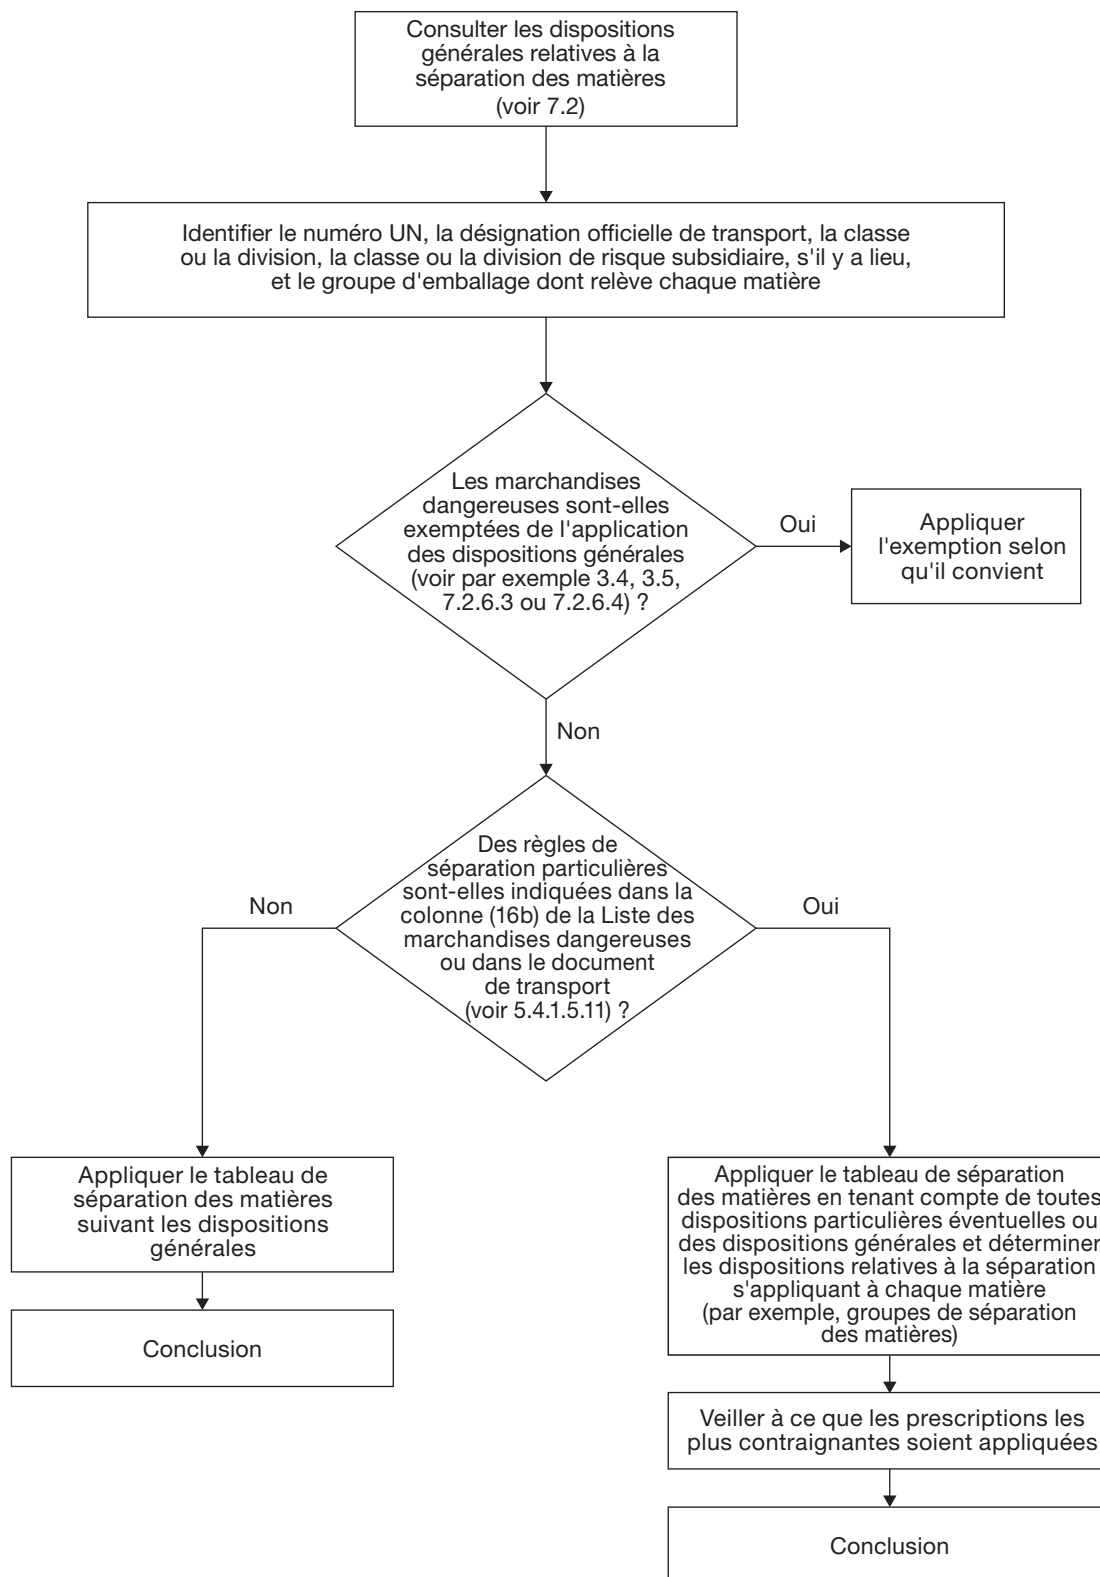 Consulter les dispositions
générales relatives à la
séparation des matières
(voir 7.2)
Identifier le numéro UN, la désignation officielle de transport, la classe
ou la division, la classe ou la division de risque subsidiaire, s'il y a lieu,
et le groupe d'emballage dont relève chaque matière
Les marchandises
dangereuses sont-elles
exemptées de l'application
des dispositions générales
(voir par exemple 3.4, 3.5,
7.2.6.3 ou 7.2.6.4) ?
Oui
Appliquer
l'exemption selon
qu'il convient
Non
Des règles de
séparation particulières
sont-elles indiquées dans la
colonne (16b) de la Liste des
marchandises dangereuses
ou dans le document
de transport
(voir 5.4.1.5.11) ?
Non
Oui
Appliquer le tableau de
séparation des matières
suivant les dispositions
générales
Conclusion
Appliquer le tableau de séparation
des matières en tenant compte de toutes
dispositions particulières éventuelles ou
des dispositions générales et déterminer
les dispositions relatives à la séparation
s'appliquant à chaque matière
(par exemple, groupes de séparation
des matières)
Veiller à ce que les prescriptions les
plus contraignantes soient appliquées
Conclusion